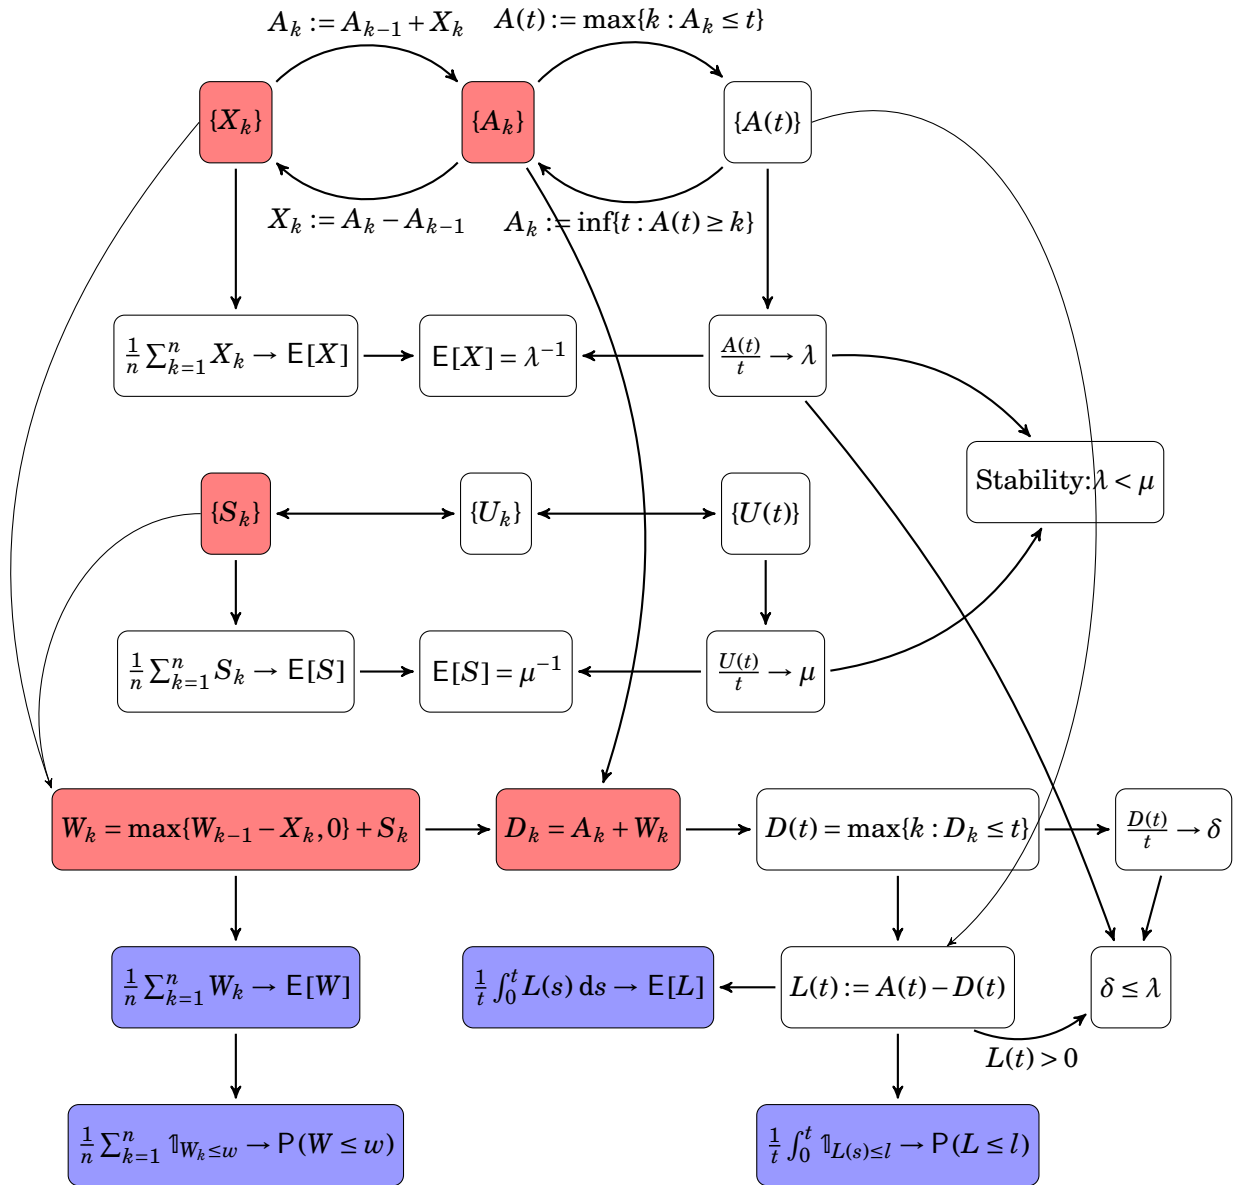 A_k := A_{k−1} + X_k
A(t) := max{k : A_k ≤ t}
{X_k}
{A_k}
{A(t)}
X_k := A_k − A_{k−1}
A_k := inf{t : A(t) ≥ k}
1/n ∑_{k=1}^n X_k → E[X]
E[X] = λ^{−1}
A(t)/t → λ
Stability: λ < μ
{S_k}
{U_k}
{U(t)}
1/n ∑_{k=1}^n S_k → E[S]
E[S] = μ^{−1}
U(t)/t → μ
W_k = max{W_{k−1} − X_k, 0} + S_k
D_k = A_k + W_k
D(t) = max{k : D_k ≤ t}
D(t)/t → δ
1/n ∑_{k=1}^n W_k → E[W]
1/t ∫_0^t L(s) ds → E[L]
L(t) := A(t) − D(t)
δ ≤ λ
L(t) > 0
1/n ∑_{k=1}^n 𝟙_{W_k ≤ w} → P(W ≤ w)
1/t ∫_0^t 𝟙_{L(s) ≤ l} → P(L ≤ l)